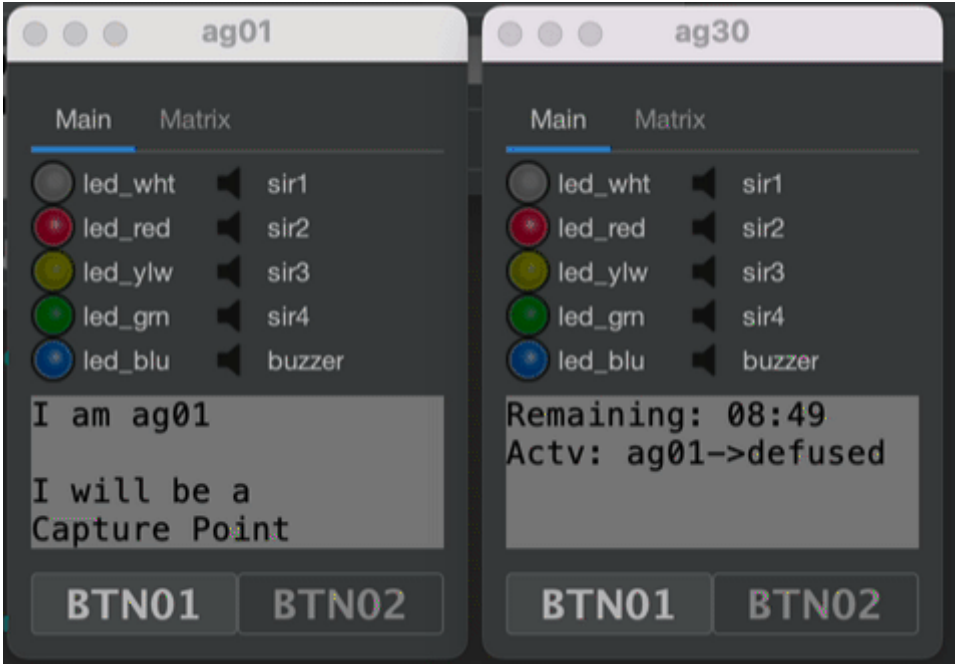 ag01
Main Matrix
led_wht sir1
led_red sir2
led_ylw sir3
led_grn sir4
led_blu buzzer
I am ag01
I will be a
Capture Point
BTN01 BTN02
ag30
Main Matrix
led_wht sir1
led_red sir2
led_ylw sir3
led_grn sir4
led_blu buzzer
Remaining: 08:49
Actv: ag01->defused
BTN01 BTN02